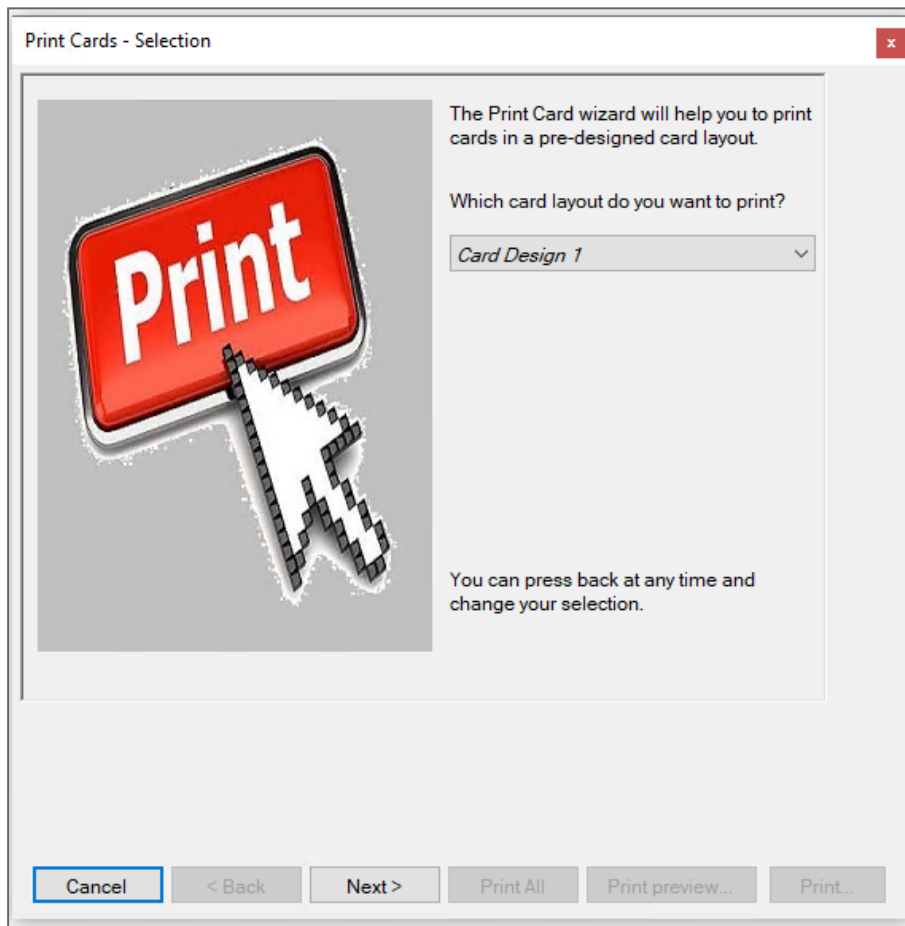 Print Cards - Selection
x
The Print Card wizard will help you to print
cards in a pre-designed card layout.
Which card layout do you want to print?
Card Design 1
Print
You can press back at any time and
change your selection.
Cancel
< Back
Next >
Print All
Print preview...
Print...